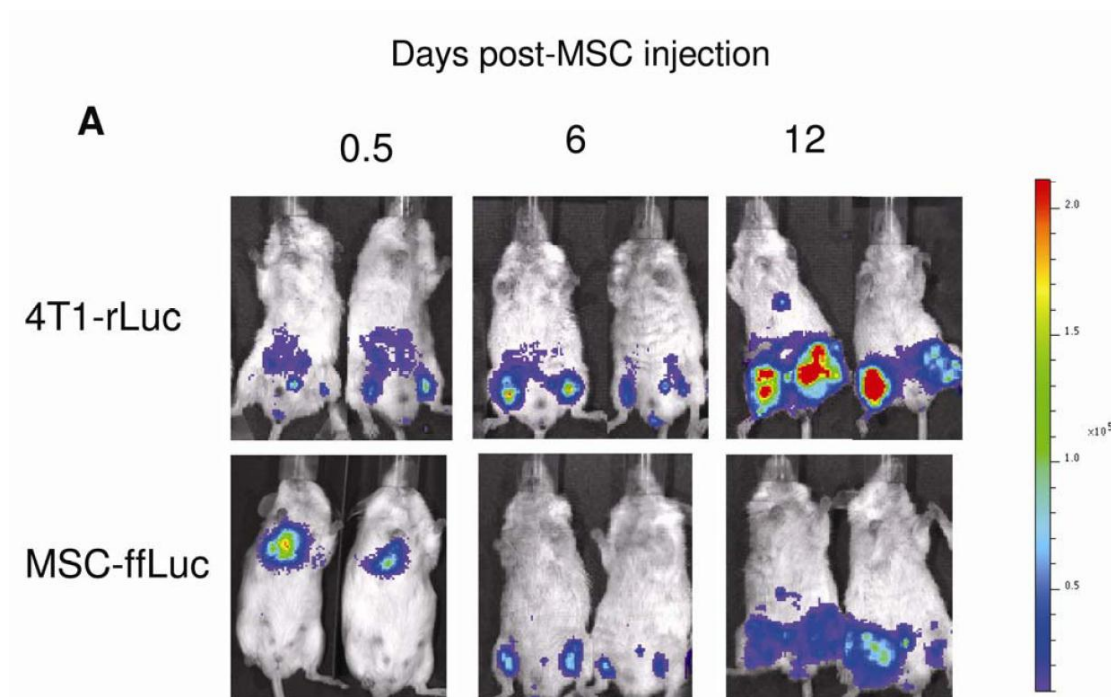 Days post-MSC injection
A
0.5 6 12
4T1-rLuc
MSC-ffLuc
2.0
1.5
x10⁵
1.0
0.5